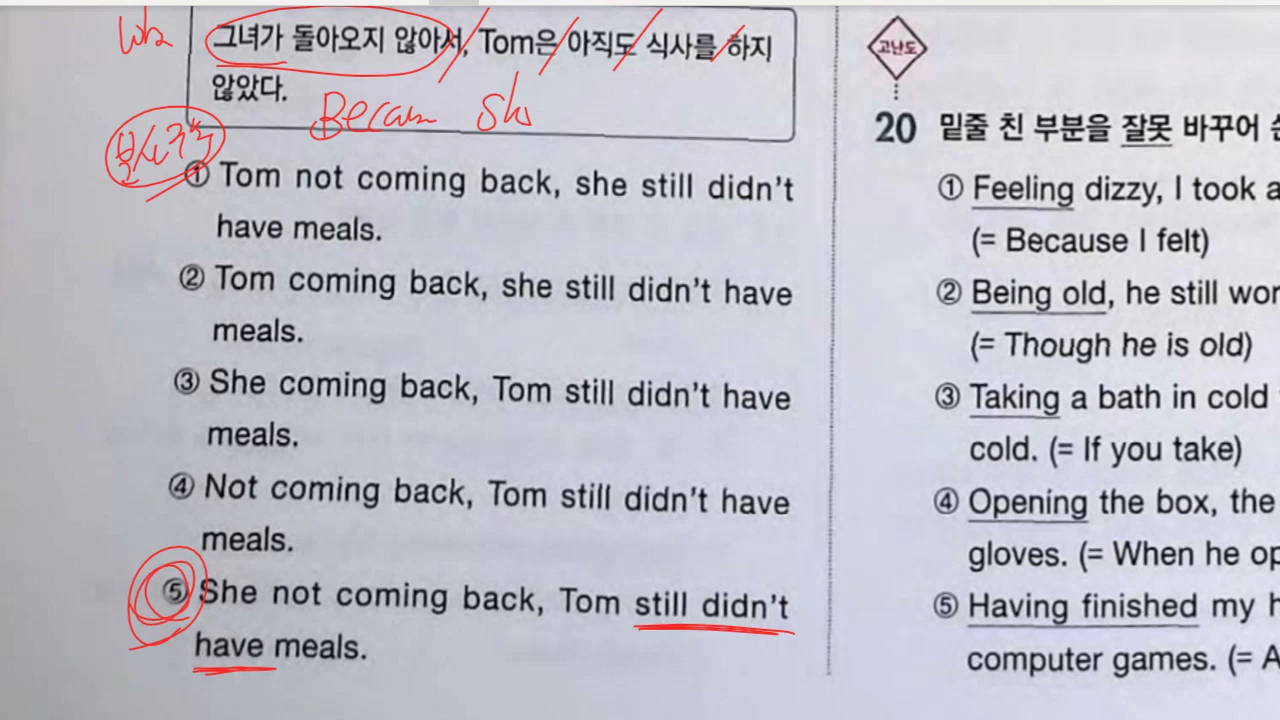 그녀가 돌아오지 않아서, Tom은 아직도 식사를 하지
않았다.
Because She
① Tom not coming back, she still didn't
have meals.
② Tom coming back, she still didn't have
meals.
③ She coming back, Tom still didn't have
meals.
④ Not coming back, Tom still didn't have
meals.
⑤ She not coming back, Tom still didn't
have meals.
고난도
20 밑줄 친 부분을 잘못 바꾸어
① Feeling dizzy, I took a
(= Because I felt)
② Being old, he still wor
(= Though he is old)
③ Taking a bath in cold
cold. (= If you take)
④ Opening the box, the
gloves. (= When he op
⑤ Having finished my h
computer games. (= A